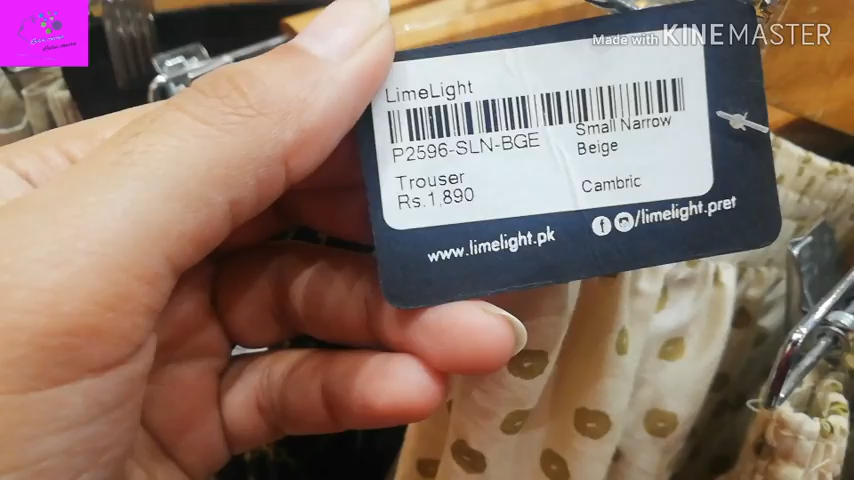 Made with KINEMASTER
LimeLight
P2596-SLN-BGE
Small Narrow
Beige
Trouser
Rs.1,890
Cambric
www.limelight.pk
/limelight.pret